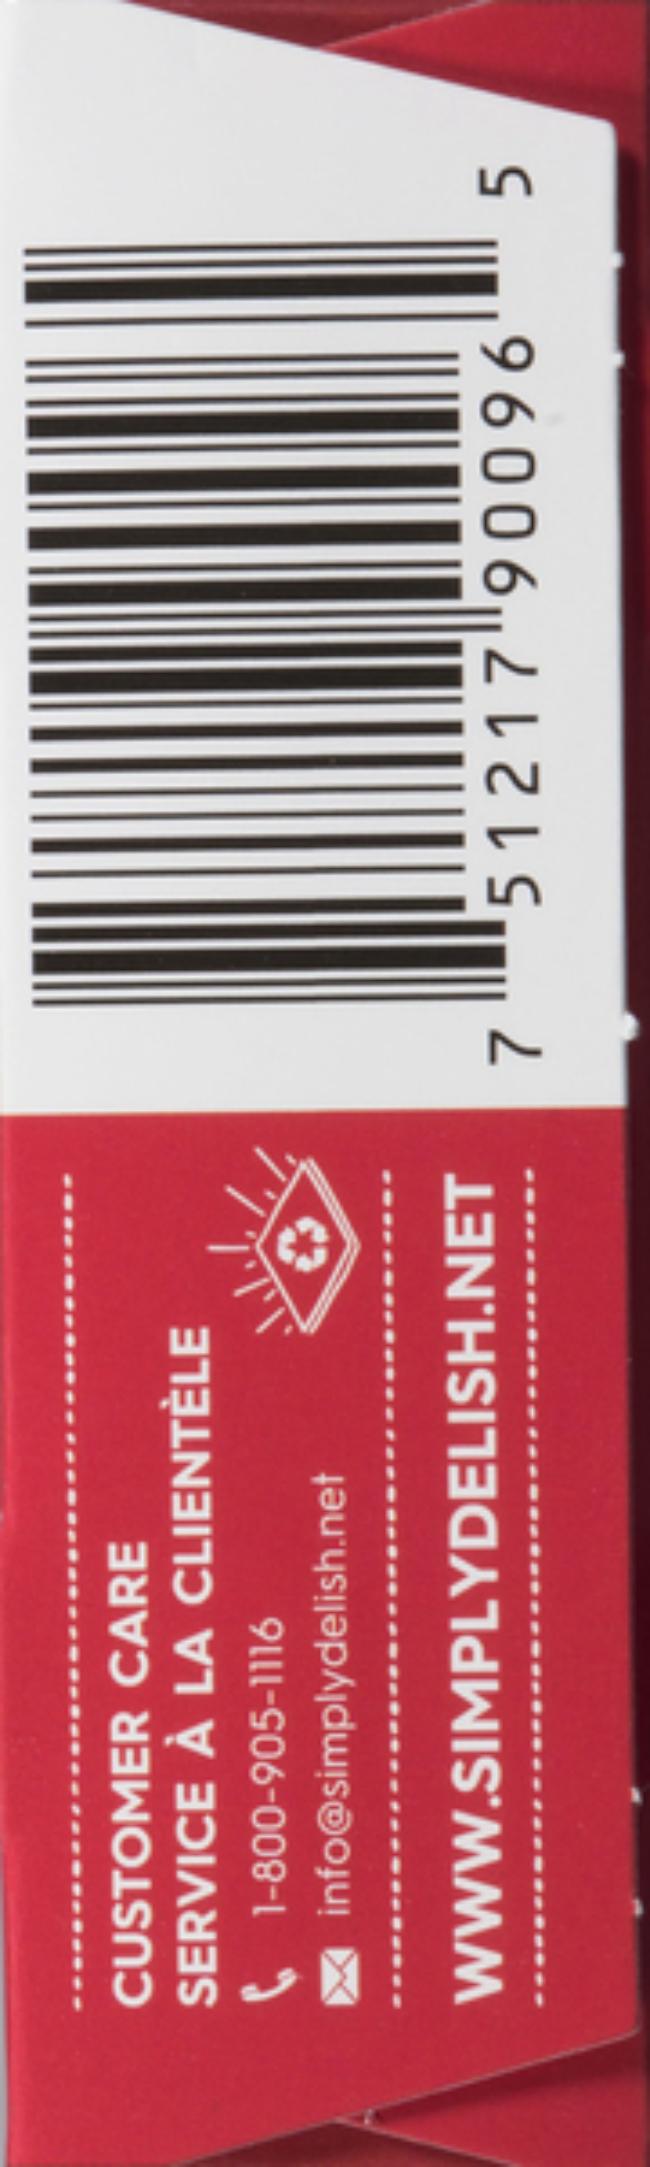 CUSTOMER CARE
SERVICE À LA CLIENTÈLE
1-800-905-1116
info@simplydelish.net
WWW.SIMPLYDELISH.NET
7 51217 90096 5